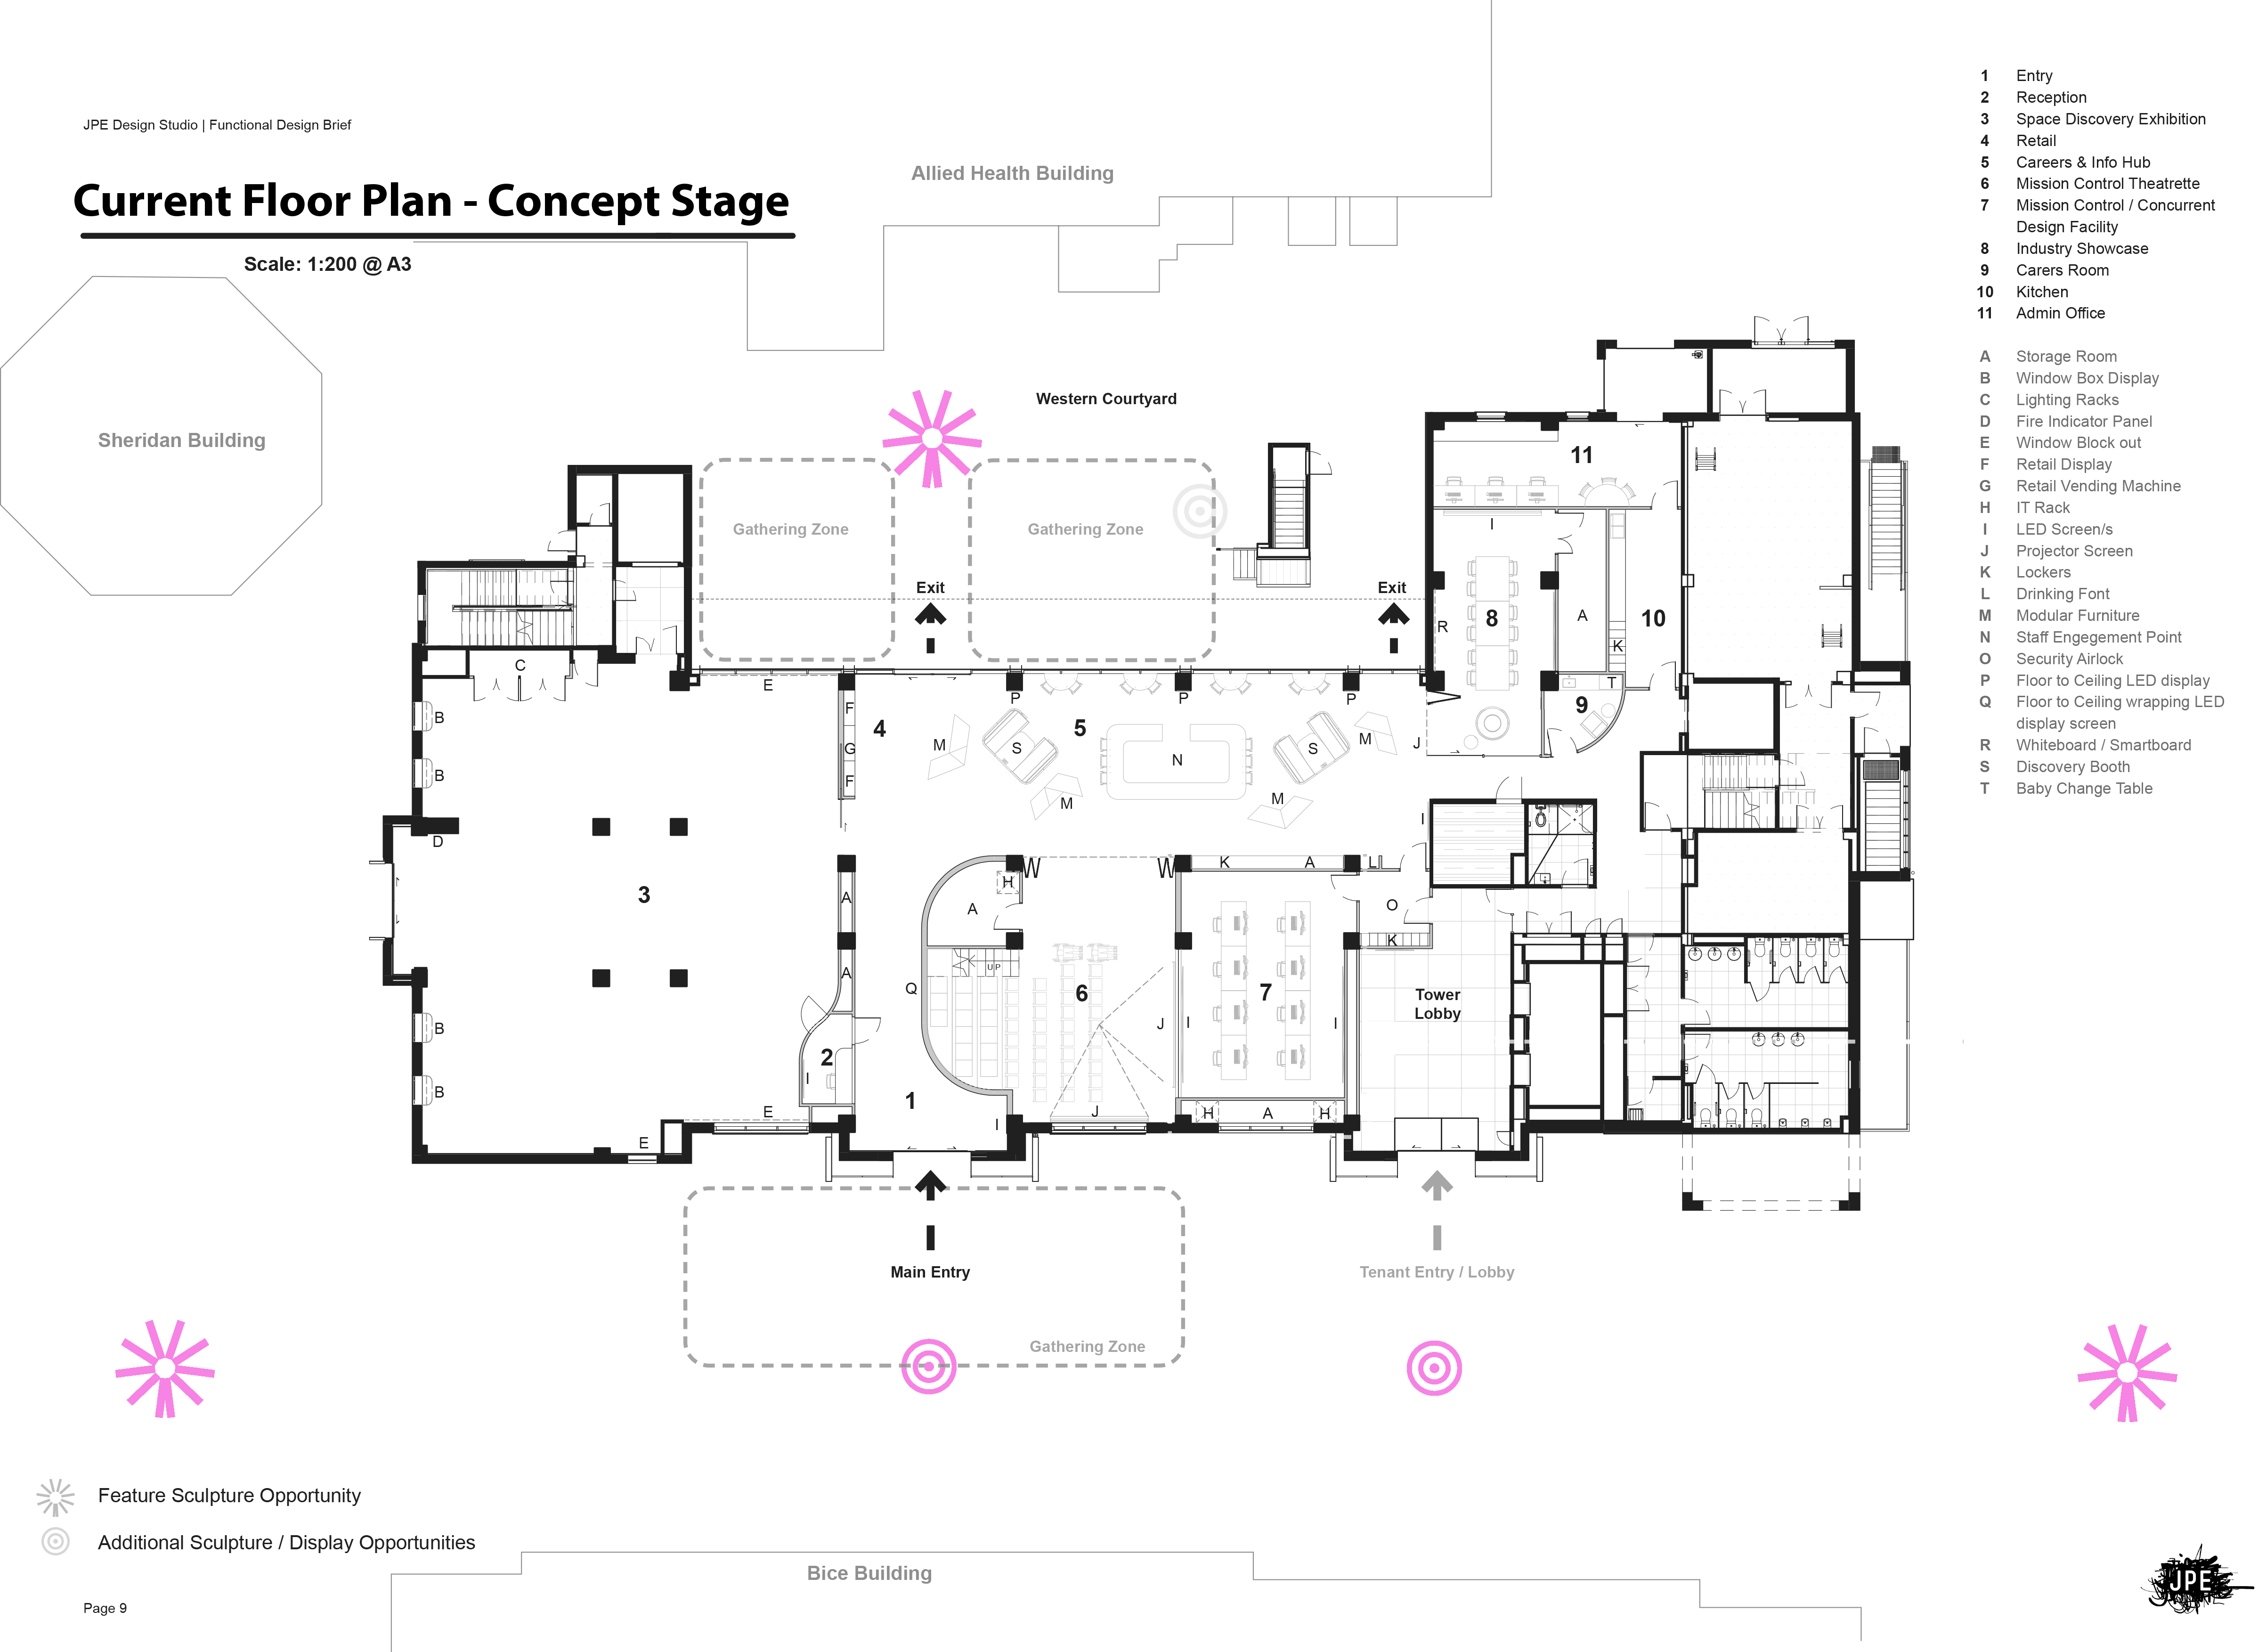 JPE Design Studio | Functional Design Brief
Current Floor Plan - Concept Stage
Scale: 1:200 @ A3
Allied Health Building
Sheridan Building
Western Courtyard
Gathering Zone
Gathering Zone
Exit
Exit
11
I
8
R
A
10
K
T
9
C
B
B
D
3
B
B
E
E
E
F
G
F
4
M
P
S
5
M
N
P
S
M
P
M
J
I
A
A
2
I
1
I
Q
H
A
UP
6
J
J
K
A
L
7
I
I
H
A
H
O
K
Tower
Lobby
Main Entry
Tenant Entry / Lobby
Gathering Zone
1 Entry
2 Reception
3 Space Discovery Exhibition
4 Retail
5 Careers & Info Hub
6 Mission Control Theatrette
7 Mission Control / Concurrent
Design Facility
8 Industry Showcase
9 Carers Room
10 Kitchen
11 Admin Office
A Storage Room
B Window Box Display
C Lighting Racks
D Fire Indicator Panel
E Window Block out
F Retail Display
G Retail Vending Machine
H IT Rack
I LED Screen/s
J Projector Screen
K Lockers
L Drinking Font
M Modular Furniture
N Staff Engegement Point
O Security Airlock
P Floor to Ceiling LED display
Q Floor to Ceiling wrapping LED
display screen
R Whiteboard / Smartboard
S Discovery Booth
T Baby Change Table
Feature Sculpture Opportunity
Additional Sculpture / Display Opportunities
Bice Building
Page 9
JPE